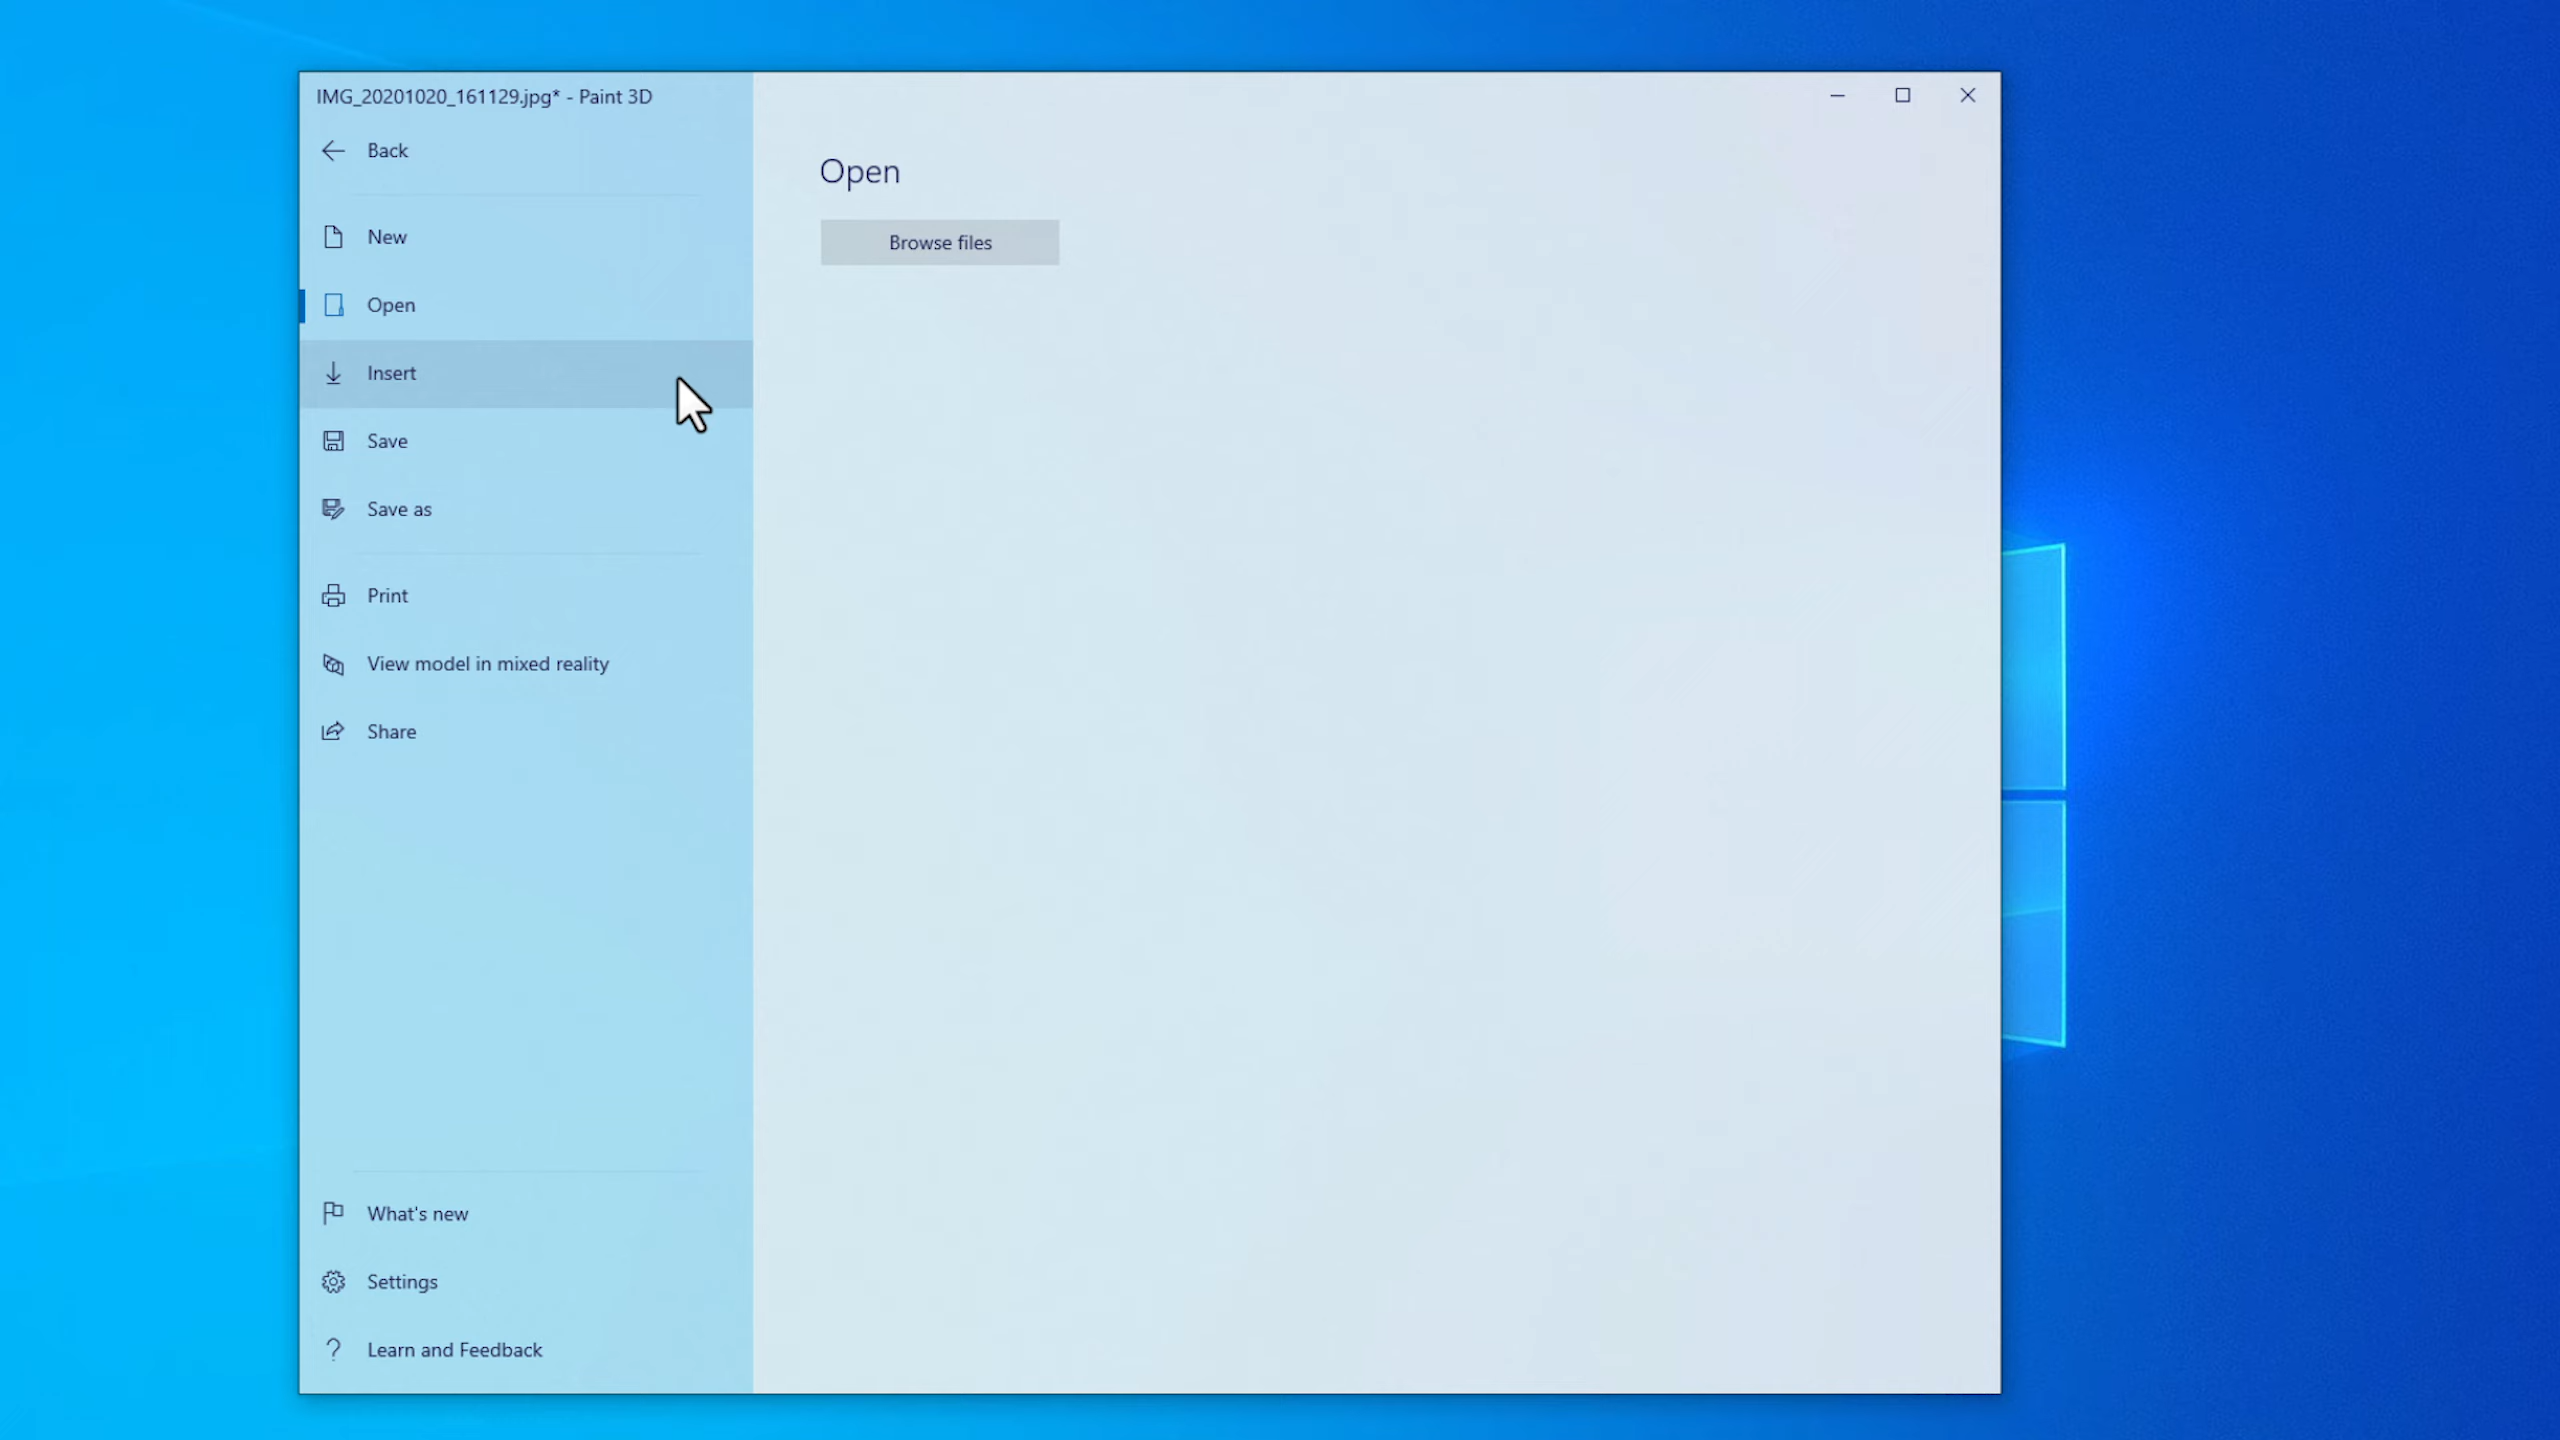 IMG_20201020_161129.jpg* - Paint 3D
Back
New
Open
Insert
Save
Save as
Print
View model in mixed reality
Share
What's new
Settings
Learn and Feedback
Open
Browse files